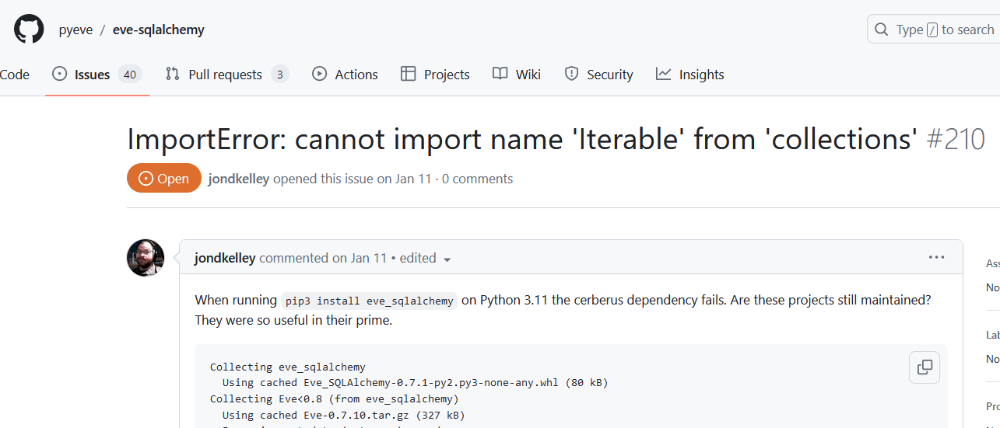 pyeve / eve-sqlalchemy
Type / to search
Code Issues 40 Pull requests 3 Actions Projects Wiki Security Insights
ImportError: cannot import name 'Iterable' from 'collections' #210
Open jondkelley opened this issue on Jan 11 · 0 comments
jondkelley commented on Jan 11 • edited
When running pip3 install eve_sqlalchemy on Python 3.11 the cerberus dependency fails. Are these projects still maintained?
They were so useful in their prime.
Collecting eve_sqlalchemy
Using cached Eve_SQLAlchemy-0.7.1-py2.py3-none-any.whl (80 kB)
Collecting Eve<0.8 (from eve_sqlalchemy)
Using cached Eve-0.7.10.tar.gz (327 kB)
Ass
No
Lab
No
Pro